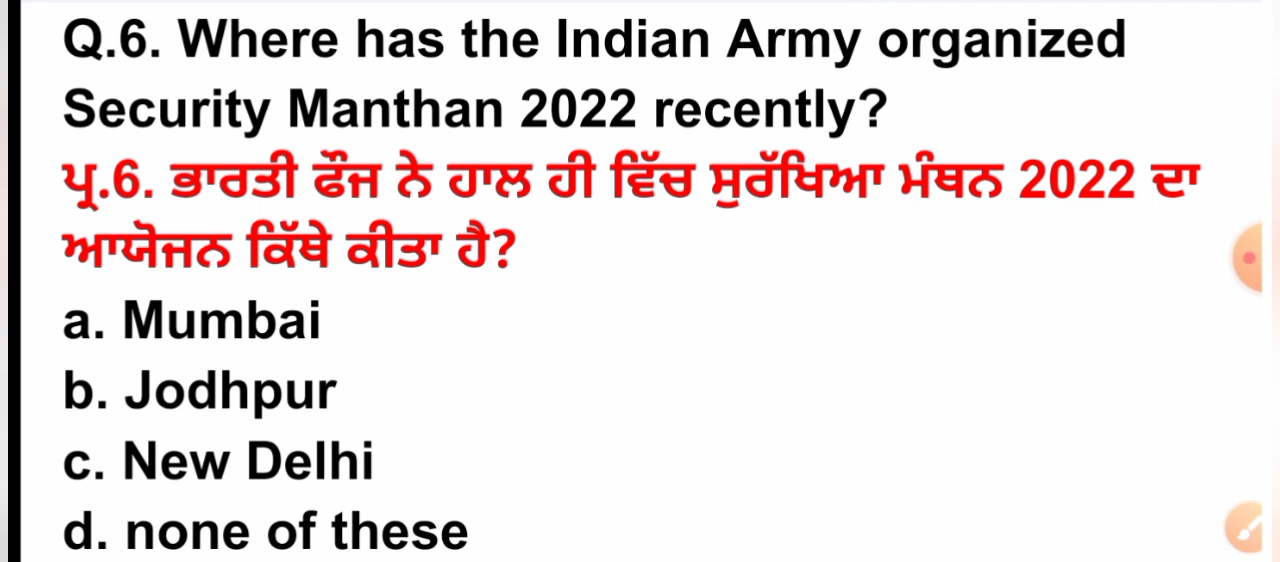 Q.6. Where has the Indian Army organized
Security Manthan 2022 recently?
ਪ੍ਰ.6. ਭਾਰਤੀ ਫੌਜ ਨੇ ਹਾਲ ਹੀ ਵਿੱਚ ਸੁਰੱਖਿਆ ਮੰਥਨ 2022 ਦਾ
ਆਯੋਜਨ ਕਿੱਥੇ ਕੀਤਾ ਹੈ?
a. Mumbai
b. Jodhpur
c. New Delhi
d. none of these